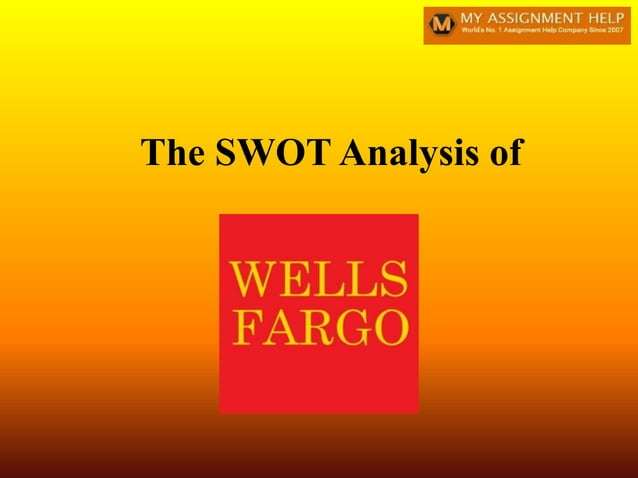 MY ASSIGNMENT HELP
World's No. 1 Assignment Help Company Since 2007
The SWOT Analysis of
WELLS
FARGO